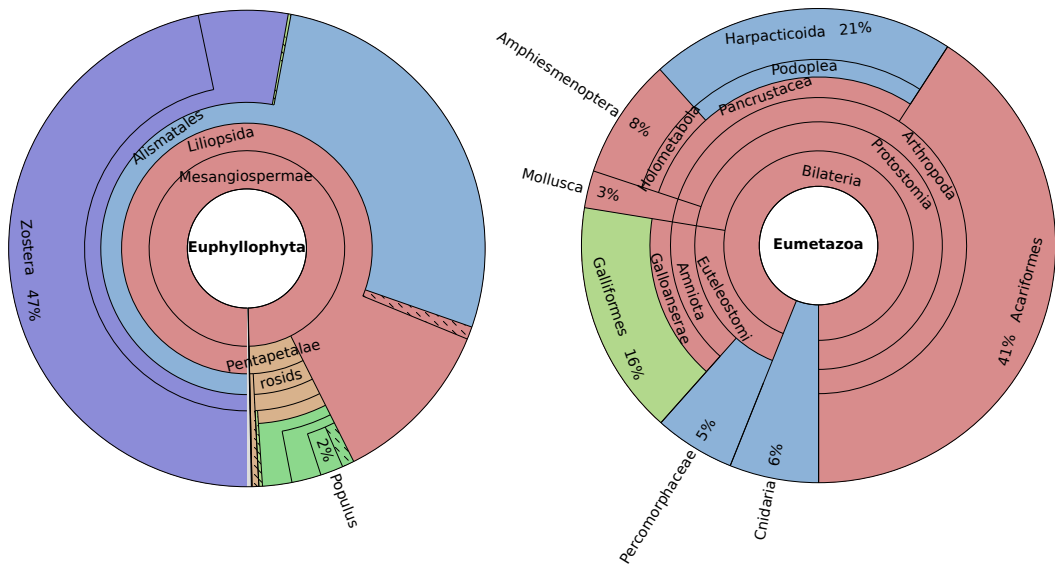 Euphyllophyta
Mesangiospermae
Liliopsida
Alismatales
Zostera 47%
Pentapetalae
rosids
2%
Populus
Eumetazoa
Bilateria
Protostomia
Arthropoda
Pancrustacea
Podoplea
Harpacticoida 21%
Holometabola
Amphiesmenoptera
8%
Mollusca
3%
Euteleostomi
Amniota
Galloanserae
Galliformes 16%
Percomorphaceae
5%
Cnidaria
6%
41% Acariformes